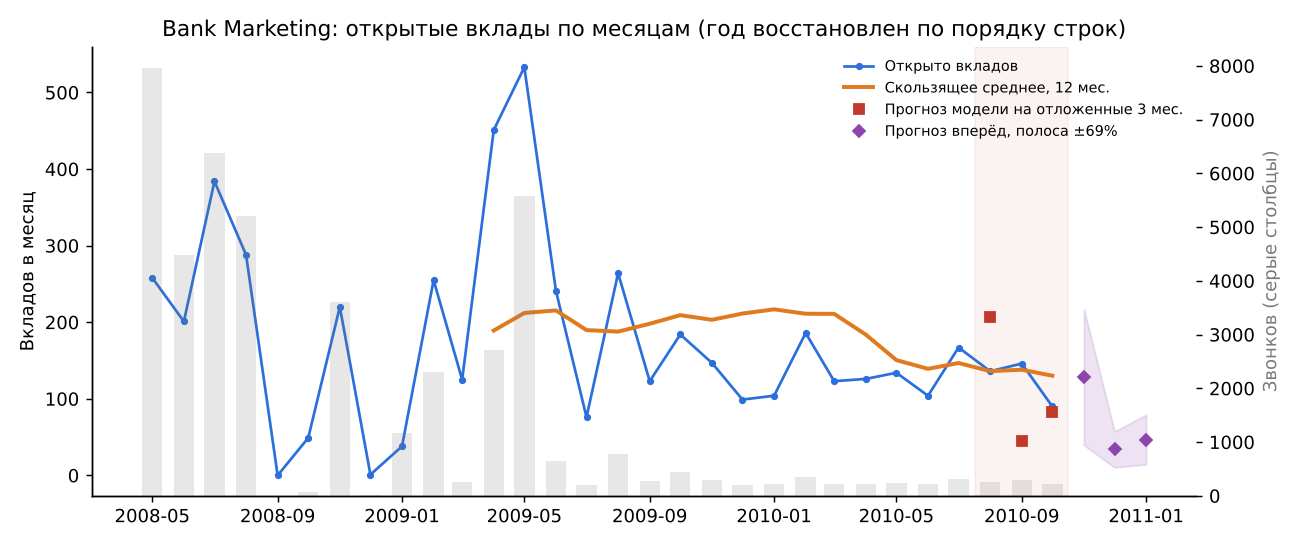 Bank Marketing: открытые вклады по месяцам (год восстановлен по порядку строк)
Открыто вкладов
Скользящее среднее, 12 мес.
Прогноз модели на отложенные 3 мес.
Прогноз вперёд, полоса ±69%
Вкладов в месяц
500
400
300
200
100
0
8000
7000
6000
5000
4000
3000
2000
1000
0
Звонков (серые столбцы)
2008-05 2008-09 2009-01 2009-05 2009-09 2010-01 2010-05 2010-09 2011-01